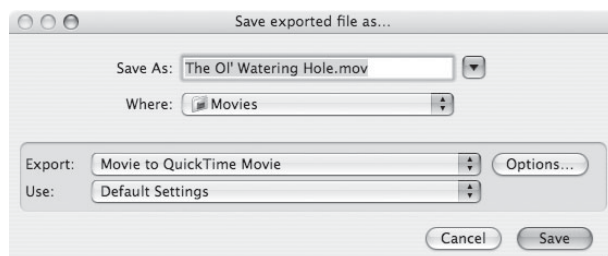 Save exported file as...
Save As: The Ol' Watering Hole.mov
Where: Movies
Export: Movie to QuickTime Movie Options...
Use: Default Settings
Cancel Save